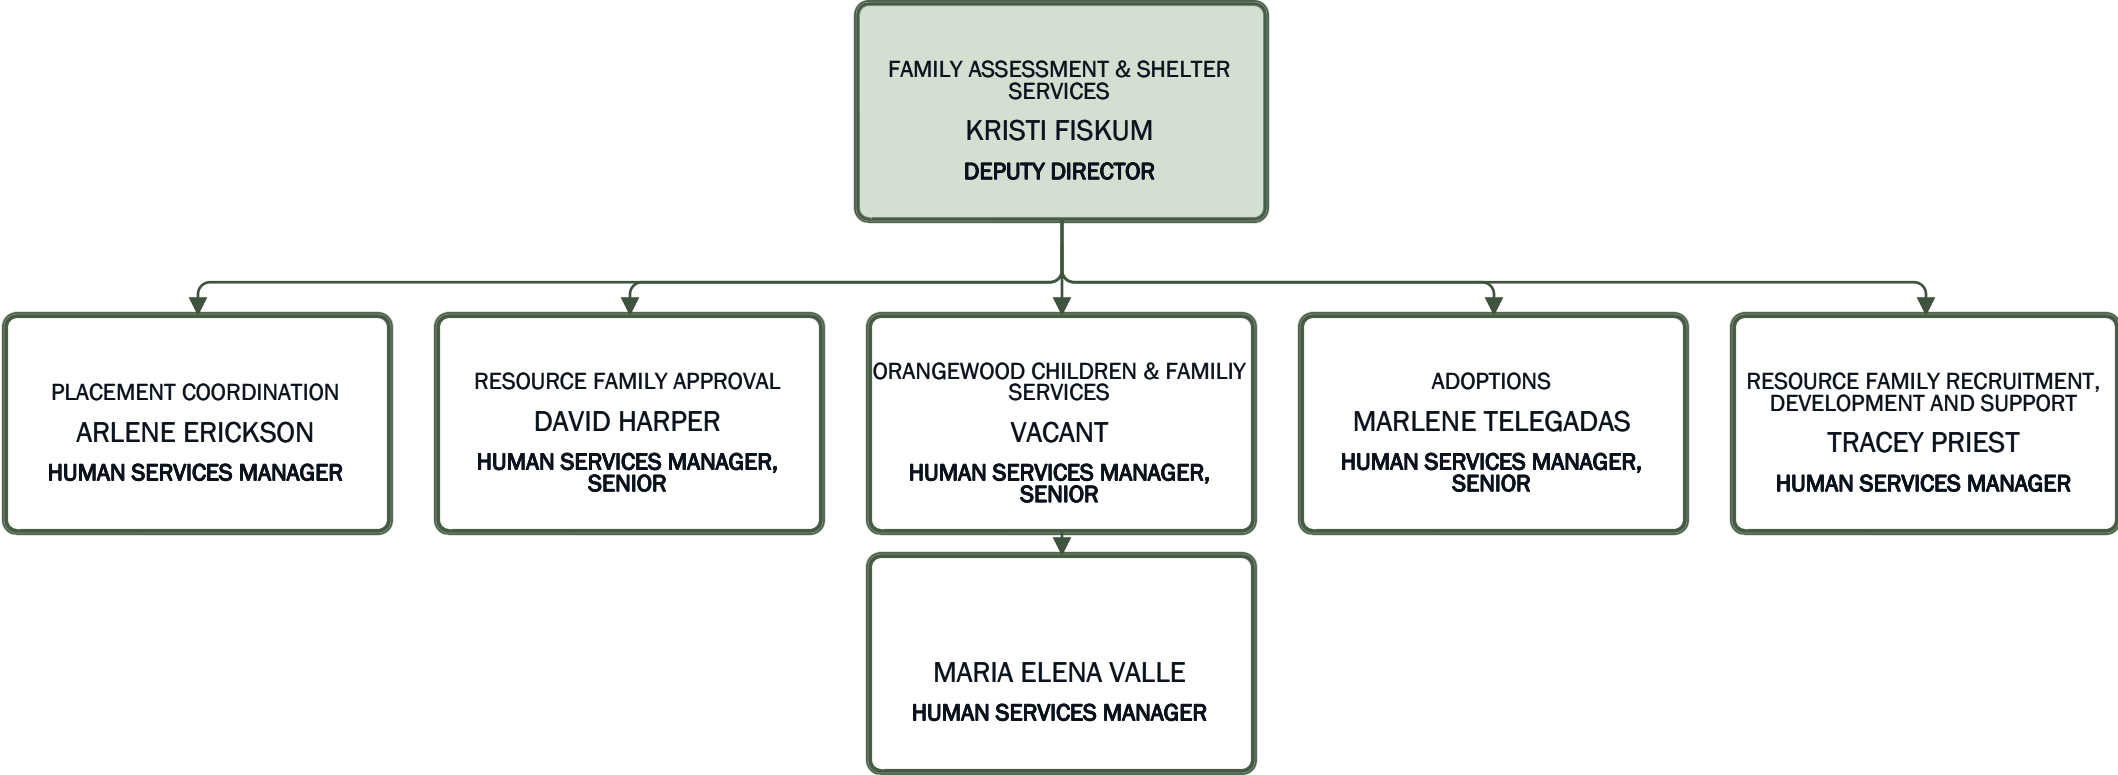 FAMILY ASSESSMENT & SHELTER
SERVICES
KRISTI FISKUM
DEPUTY DIRECTOR
PLACEMENT COORDINATION
ARLENE ERICKSON
HUMAN SERVICES MANAGER
RESOURCE FAMILY APPROVAL
DAVID HARPER
HUMAN SERVICES MANAGER,
SENIOR
ORANGEWOOD CHILDREN & FAMILIY
SERVICES
VACANT
HUMAN SERVICES MANAGER,
SENIOR
ADOPTIONS
MARLENE TELEGADAS
HUMAN SERVICES MANAGER,
SENIOR
RESOURCE FAMILY RECRUITMENT,
DEVELOPMENT AND SUPPORT
TRACEY PRIEST
HUMAN SERVICES MANAGER
MARIA ELENA VALLE
HUMAN SERVICES MANAGER